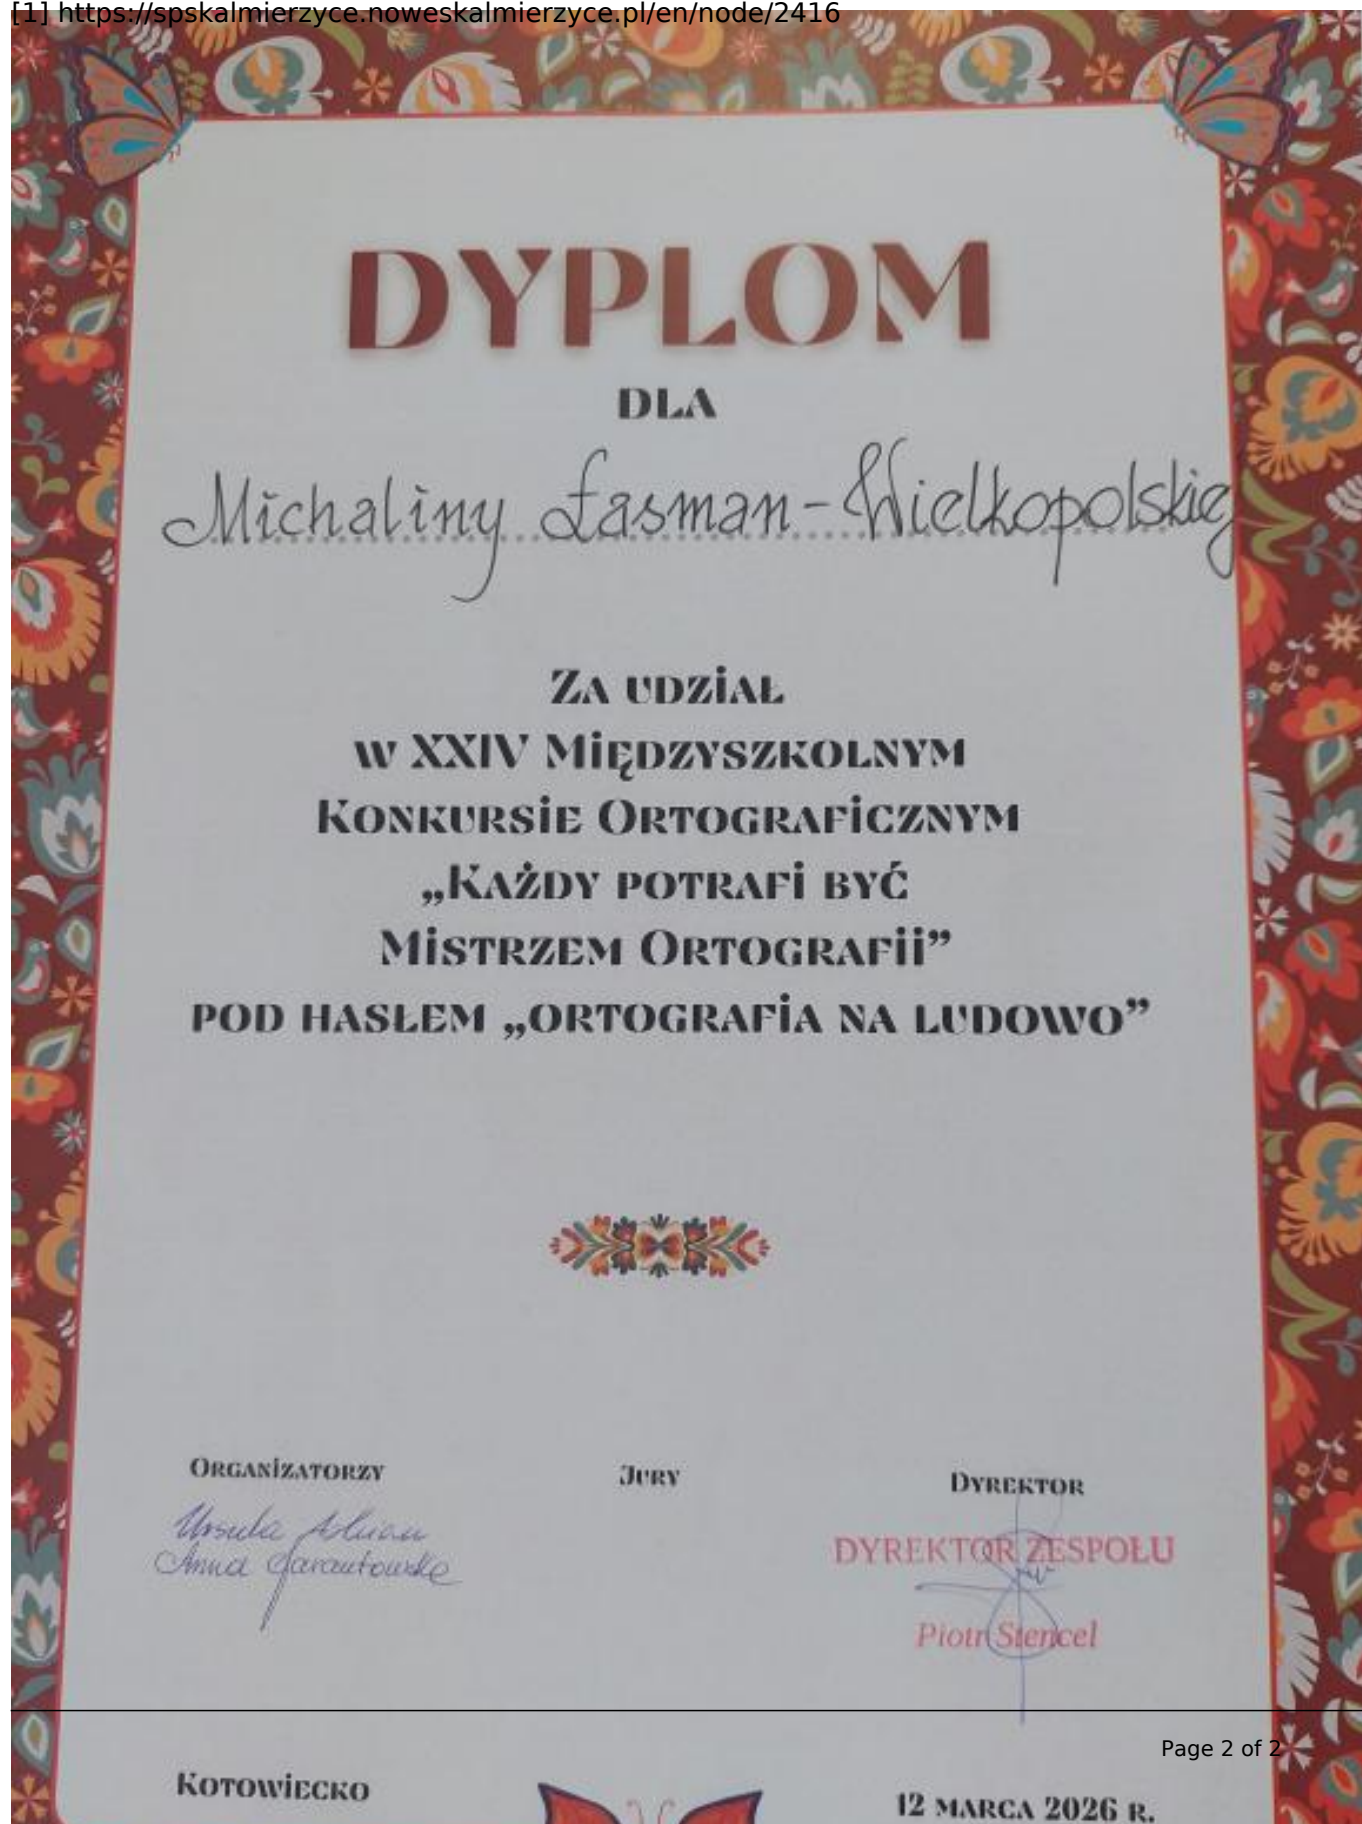 [1] https://spskalmierzyce.noweskalmierzyce.pl/en/node/2416
DYPLOM
DLA
Michaliny Łasman-Wielkopolskiej
Za udział
w XXIV Międzyszkolnym
Konkursie Ortograficznym
„Każdy potrafi być
Mistrzem Ortografii”
pod hasłem „ortografia na ludowo”
Organizatorzy Jury Dyrektor
Urszula
Anna
DYREKTOR ZESPOŁU
Piotr Stencel
Page 2 of 2
Kotowiecko
12 marca 2026 r.